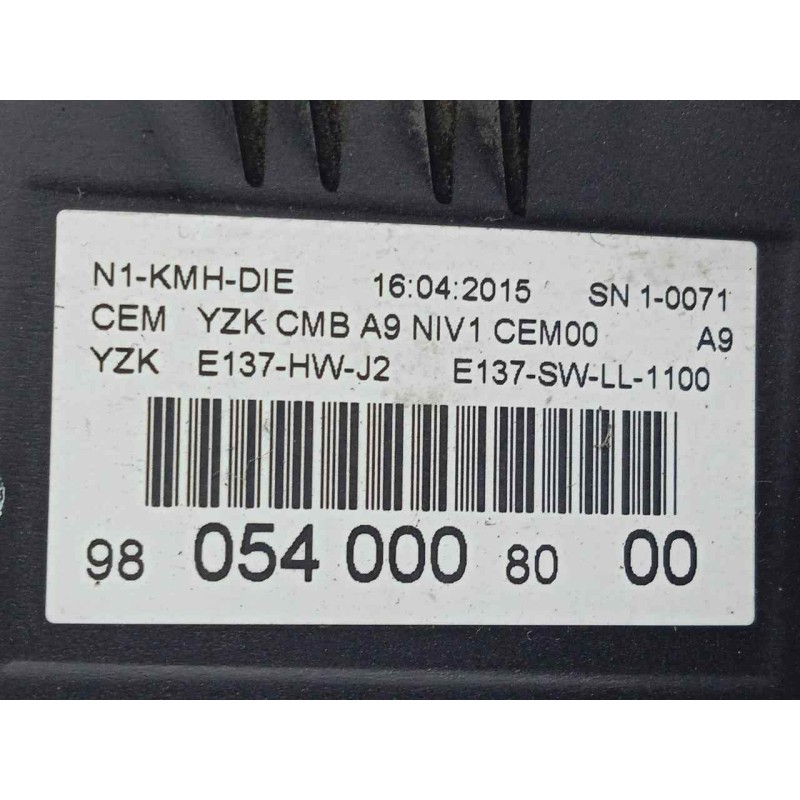 N1-KMH-DIE 16:04:2015 SN 1-0071
CEM YZK CMB A9 NIV1 CEM00 A9
YZK E137-HW-J2 E137-SW-LL-1100
98 054 000 80 00